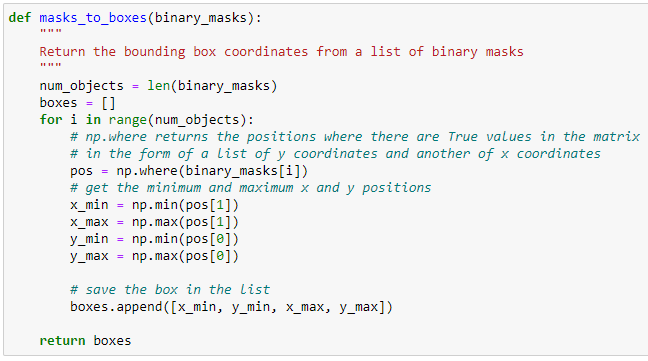 def masks_to_boxes(binary_masks):
    """
    Return the bounding box coordinates from a list of binary masks
    """
    num_objects = len(binary_masks)
    boxes = []
    for i in range(num_objects):
        # np.where returns the positions where there are True values in the matrix
        # in the form of a list of y coordinates and another of x coordinates
        pos = np.where(binary_masks[i])
        # get the minimum and maximum x and y positions
        x_min = np.min(pos[1])
        x_max = np.max(pos[1])
        y_min = np.min(pos[0])
        y_max = np.max(pos[0])

        # save the box in the list
        boxes.append([x_min, y_min, x_max, y_max])

    return boxes